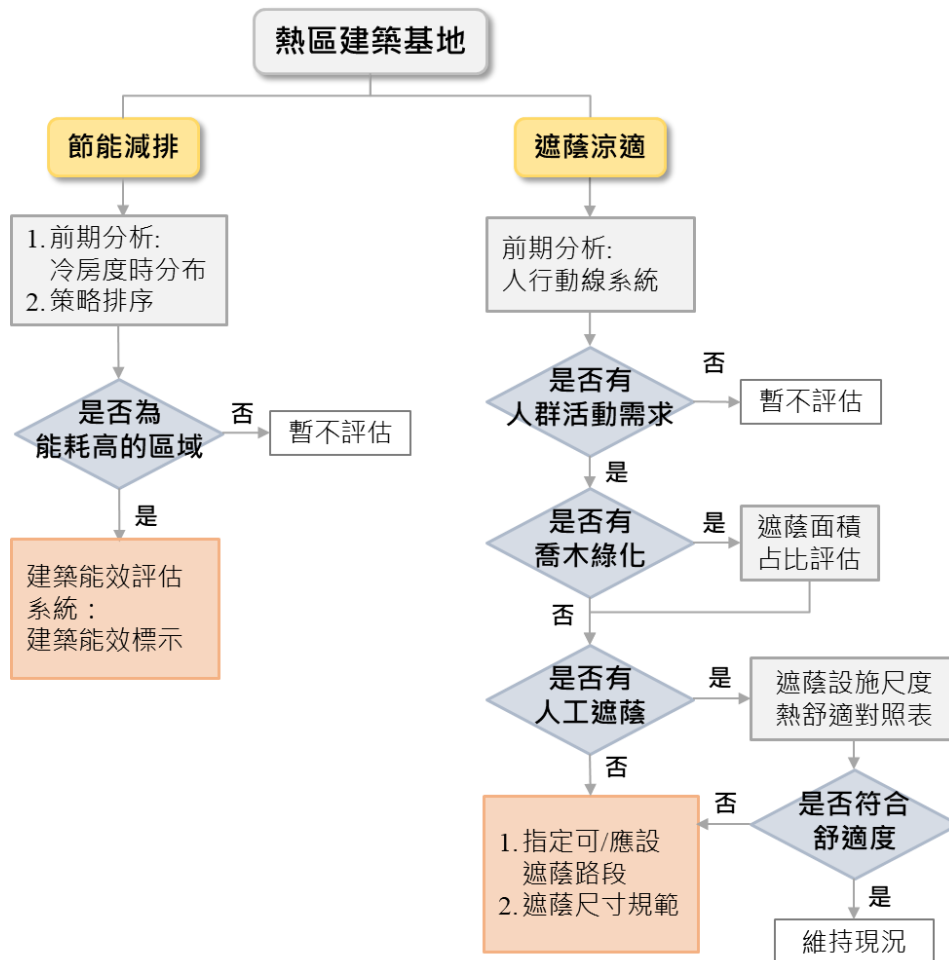 熱區建築基地
節能減排
1. 前期分析:
冷房度時分布
2. 策略排序
是否為
能耗高的區域
否
暫不評估
是
建築能效評估
系統：
建築能效標示
遮蔭涼適
前期分析:
人行動線系統
是否有
人群活動需求
否
暫不評估
是
是否有
喬木綠化
是
遮蔭面積
占比評估
否
是否有
人工遮蔭
是
遮蔭設施尺度
熱舒適對照表
否
是否符合
舒適度
否
1. 指定可/應設
遮蔭路段
2. 遮蔭尺寸規範
是
維持現況